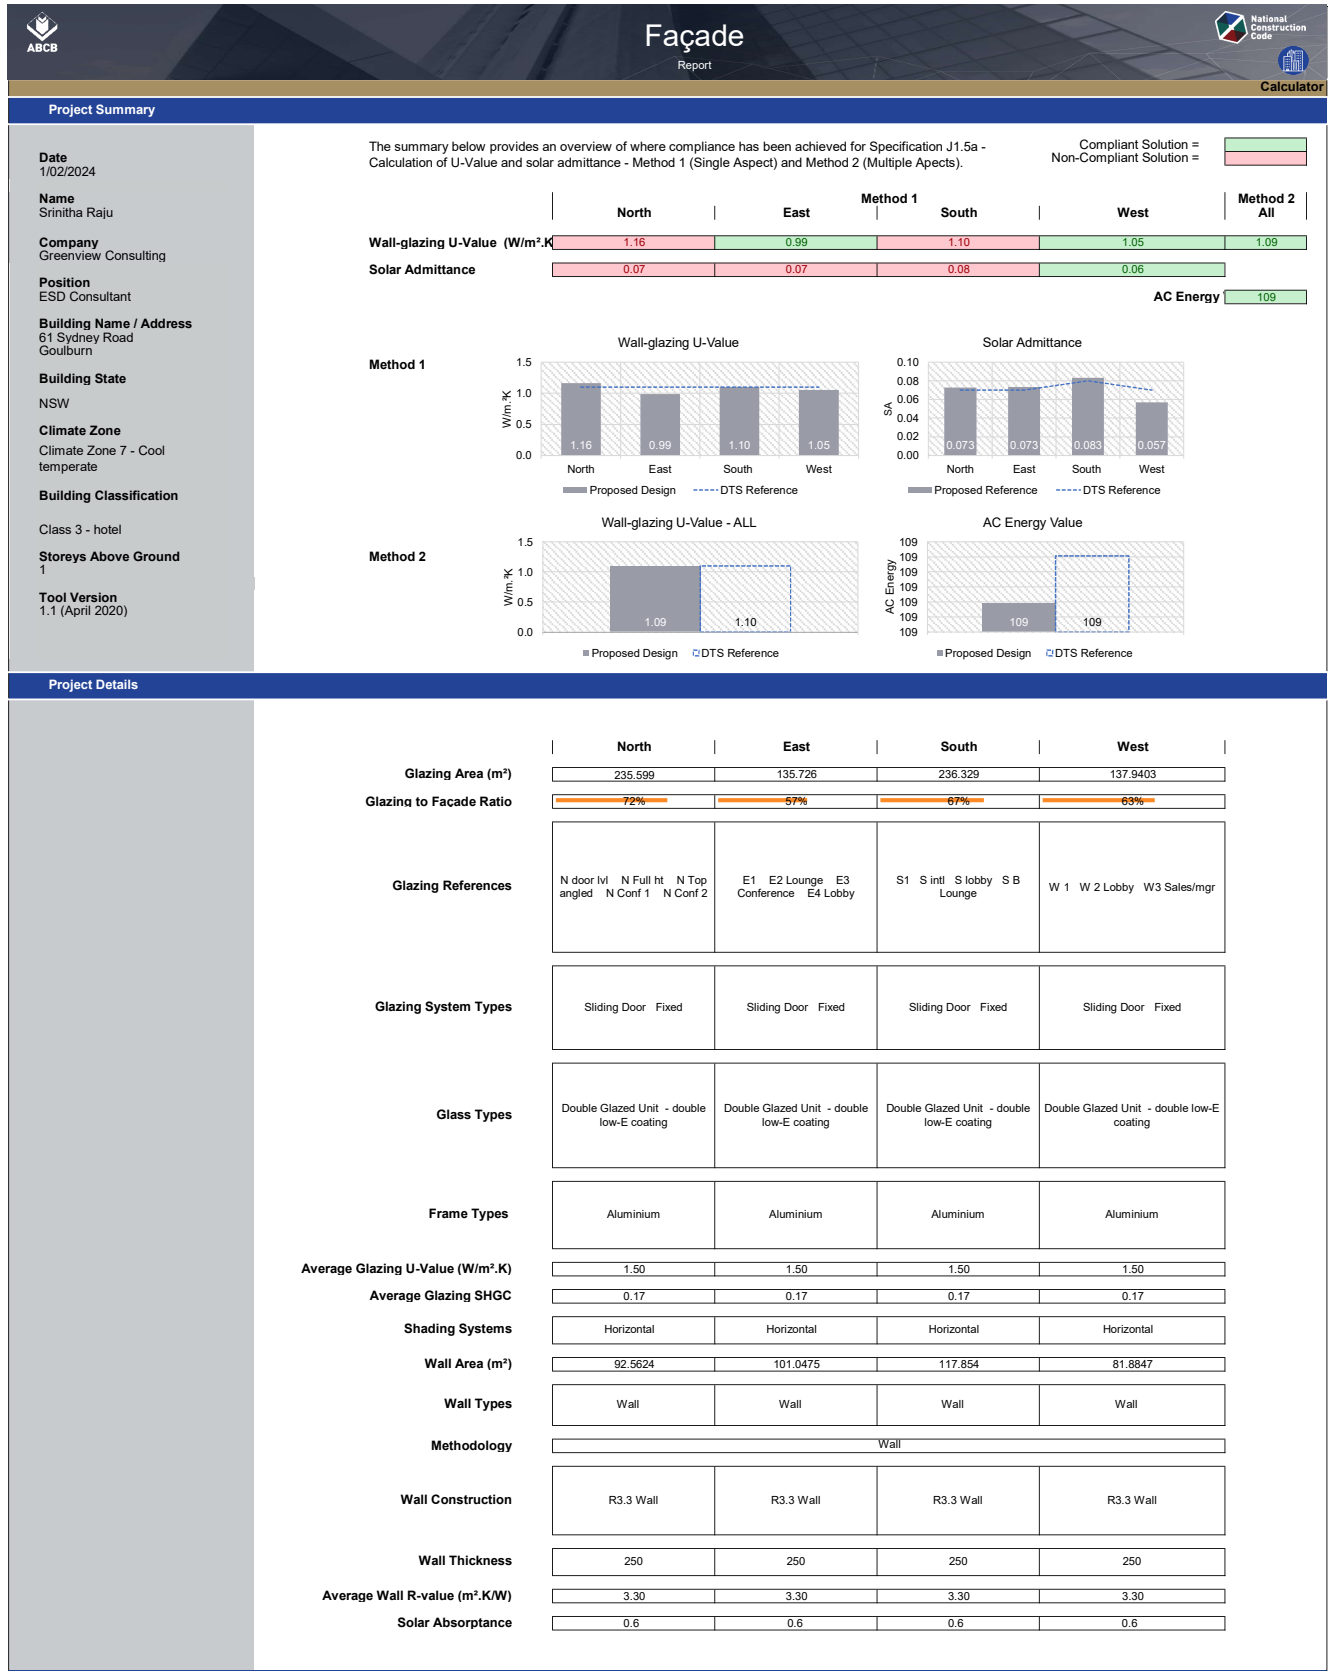 ABCB
Façade
Report
National
Construction
Code
Calculator
Project Summary
Date
1/02/2024
Name
Srinitha Raju
Company
Greenview Consulting
Position
ESD Consultant
Building Name / Address
61 Sydney Road
Goulburn
Building State
NSW
Climate Zone
Climate Zone 7 - Cool
temperate
Building Classification
Class 3 - hotel
Storeys Above Ground
1
Tool Version
1.1 (April 2020)
The summary below provides an overview of where compliance has been achieved for Specification J1.5a -
Calculation of U-Value and solar admittance - Method 1 (Single Aspect) and Method 2 (Multiple Apects).
Compliant Solution =
Non-Compliant Solution =
Method 1 Method 2
North East South West All
Wall-glazing U-Value (W/m².K 1.16 0.99 1.10 1.05 1.09
Solar Admittance 0.07 0.07 0.08 0.06
AC Energy 109
Method 1
Wall-glazing U-Value
W/m.²K
1.5
1.0
0.5
0.0
1.16 0.99 1.10 1.05
North East South West
Proposed Design DTS Reference
Solar Admittance
SA
0.10
0.08
0.06
0.04
0.02
0.00
0.073 0.073 0.083 0.057
North East South West
Proposed Reference DTS Reference
Method 2
Wall-glazing U-Value - ALL
W/m.²K
1.5
1.0
0.5
0.0
1.09 1.10
Proposed Design DTS Reference
AC Energy Value
AC Energy
109
109
109
109
109
109
109
109 109
Proposed Design DTS Reference
Project Details
North East South West
Glazing Area (m²) 235.599 135.726 236.329 137.9403
Glazing to Façade Ratio 72% 57% 67% 63%
Glazing References
N door lvl N Full ht N Top
angled N Conf 1 N Conf 2
E1 E2 Lounge E3
Conference E4 Lobby
S1 S intl S lobby S B
Lounge
W 1 W 2 Lobby W3 Sales/mgr
Glazing System Types Sliding Door Fixed Sliding Door Fixed Sliding Door Fixed Sliding Door Fixed
Glass Types
Double Glazed Unit - double
low-E coating
Double Glazed Unit - double
low-E coating
Double Glazed Unit - double
low-E coating
Double Glazed Unit - double low-E
coating
Frame Types Aluminium Aluminium Aluminium Aluminium
Average Glazing U-Value (W/m².K) 1.50 1.50 1.50 1.50
Average Glazing SHGC 0.17 0.17 0.17 0.17
Shading Systems Horizontal Horizontal Horizontal Horizontal
Wall Area (m²) 92.5624 101.0475 117.854 81.8847
Wall Types Wall Wall Wall Wall
Methodology Wall
Wall Construction R3.3 Wall R3.3 Wall R3.3 Wall R3.3 Wall
Wall Thickness 250 250 250 250
Average Wall R-value (m².K/W) 3.30 3.30 3.30 3.30
Solar Absorptance 0.6 0.6 0.6 0.6